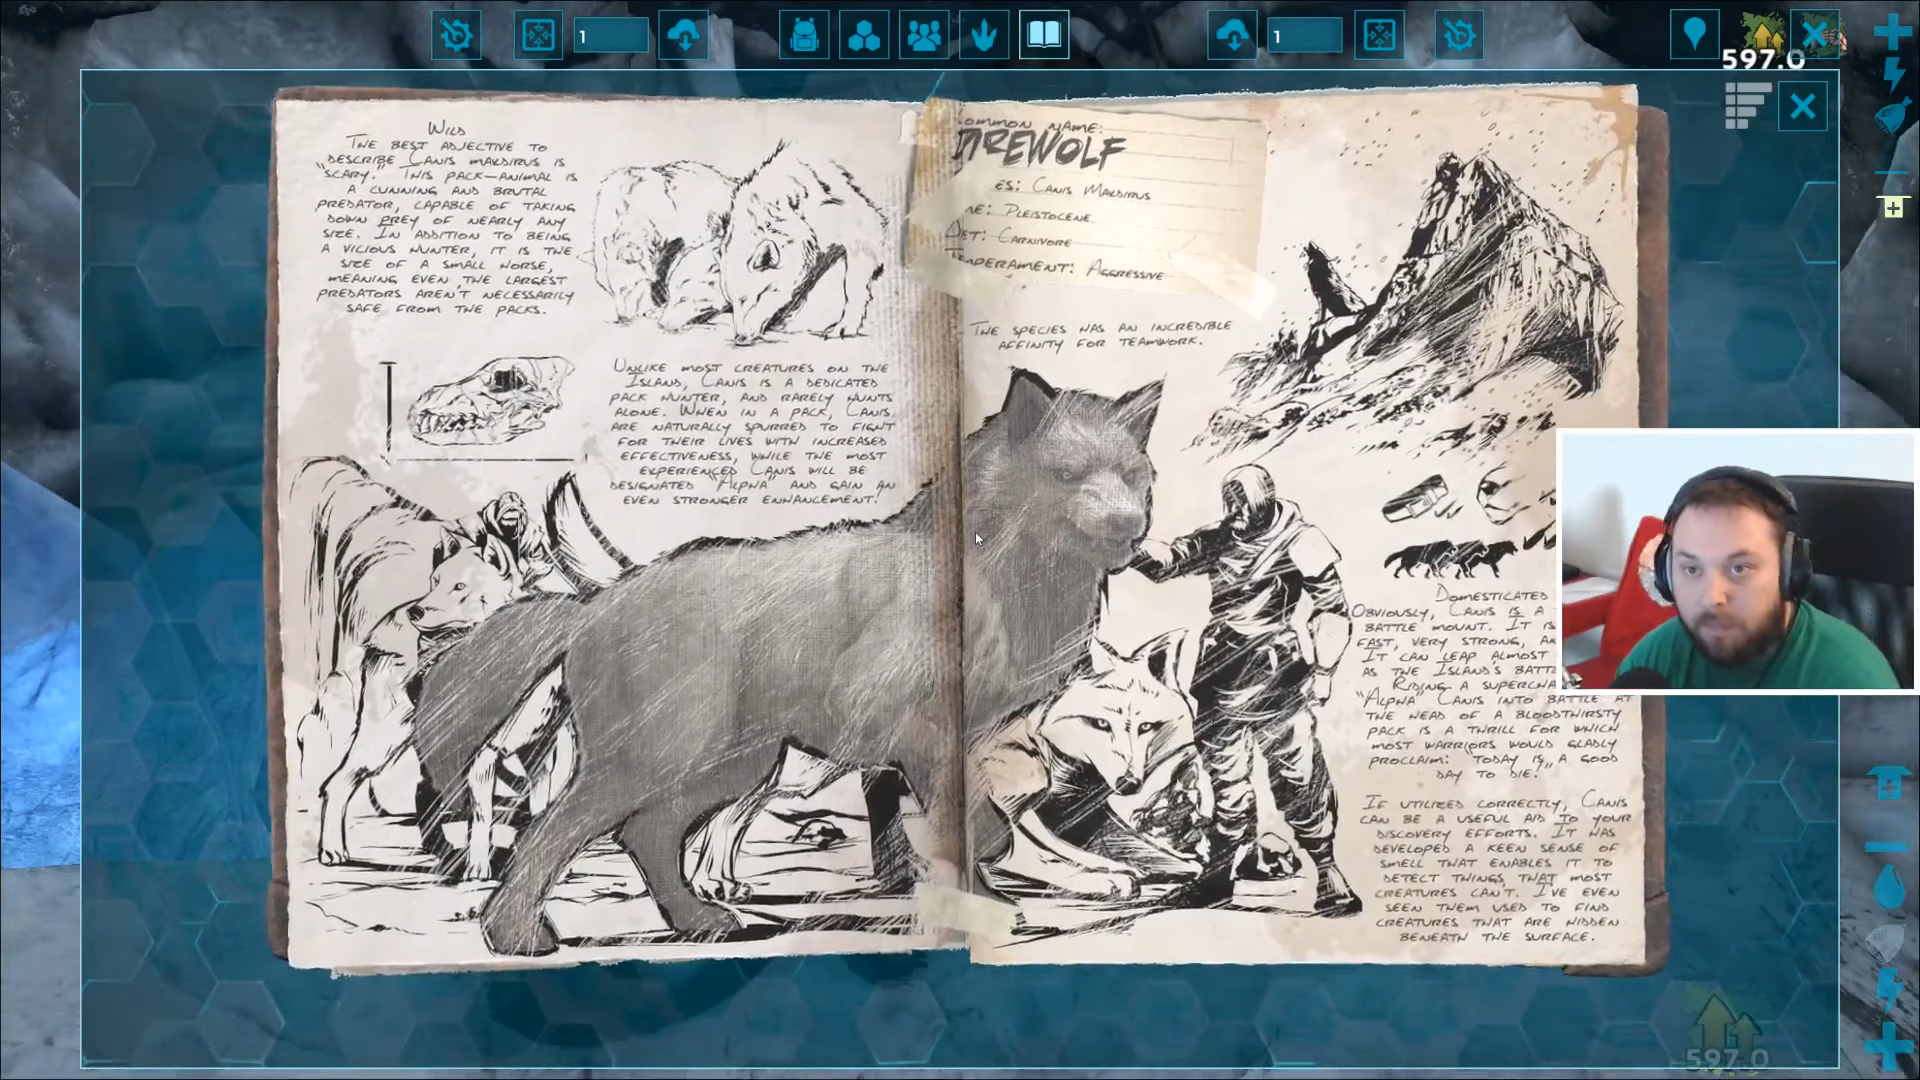 1
1
597.0
Wild
The best adjective to
describe Canis maxdirus is
"scary." This pack-animal is
a cunning and brutal
predator, capable of taking
down prey of nearly any
size. In addition to being
a vicious hunter, it is the
size of a small horse,
meaning even the largest
predators aren't necessarily
safe from the packs.
Unlike most creatures on the
Island, Canis is a dedicated
pack hunter, and rarely hunts
alone. When in a pack, Canis
are naturally spurred to fight
for their lives with increased
effectiveness, while the most
experienced Canis will be
designated "Alpha" and gain an
even stronger enhancement!
ommon name:
Direwolf
es: Canis Maxdirus
me: Pleistocene
Diet: Carnivore
Temperament: Aggressive
The species has an incredible
affinity for teamwork.
Domesticated
Obviously, Canis is a
battle mount. It is
fast, very strong, an
It can leap almost
as the Island's batt
Riding a supercha
"Alpha" Canis into battle at
the head of a bloodthirsty
pack is a thrill for which
most warriors would gladly
proclaim: "Today is a good
day to die!"
If utilized correctly, Canis
can be a useful aid to your
discovery efforts. It has
developed a keen sense of
smell that enables it to
detect things that most
creatures can't. I've even
seen them used to find
creatures that are hidden
beneath the surface.
597.0